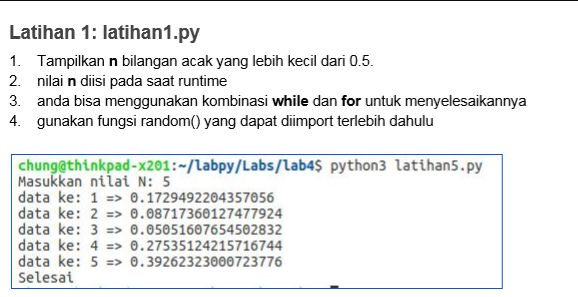 Latihan 1: latihan1.py
1. Tampilkan n bilangan acak yang lebih kecil dari 0.5.
2. nilai n diisi pada saat runtime
3. anda bisa menggunakan kombinasi while dan for untuk menyelesaikannya
4. gunakan fungsi random() yang dapat diimport terlebih dahulu
chung@thinkpad-x201:~/labpy/Labs/lab4$ python3 latihan5.py
Masukkan nilai N: 5
data ke: 1 => 0.1729492204357056
data ke: 2 => 0.08717360127477924
data ke: 3 => 0.05051607654502832
data ke: 4 => 0.27535124215716744
data ke: 5 => 0.39262323000723776
Selesai